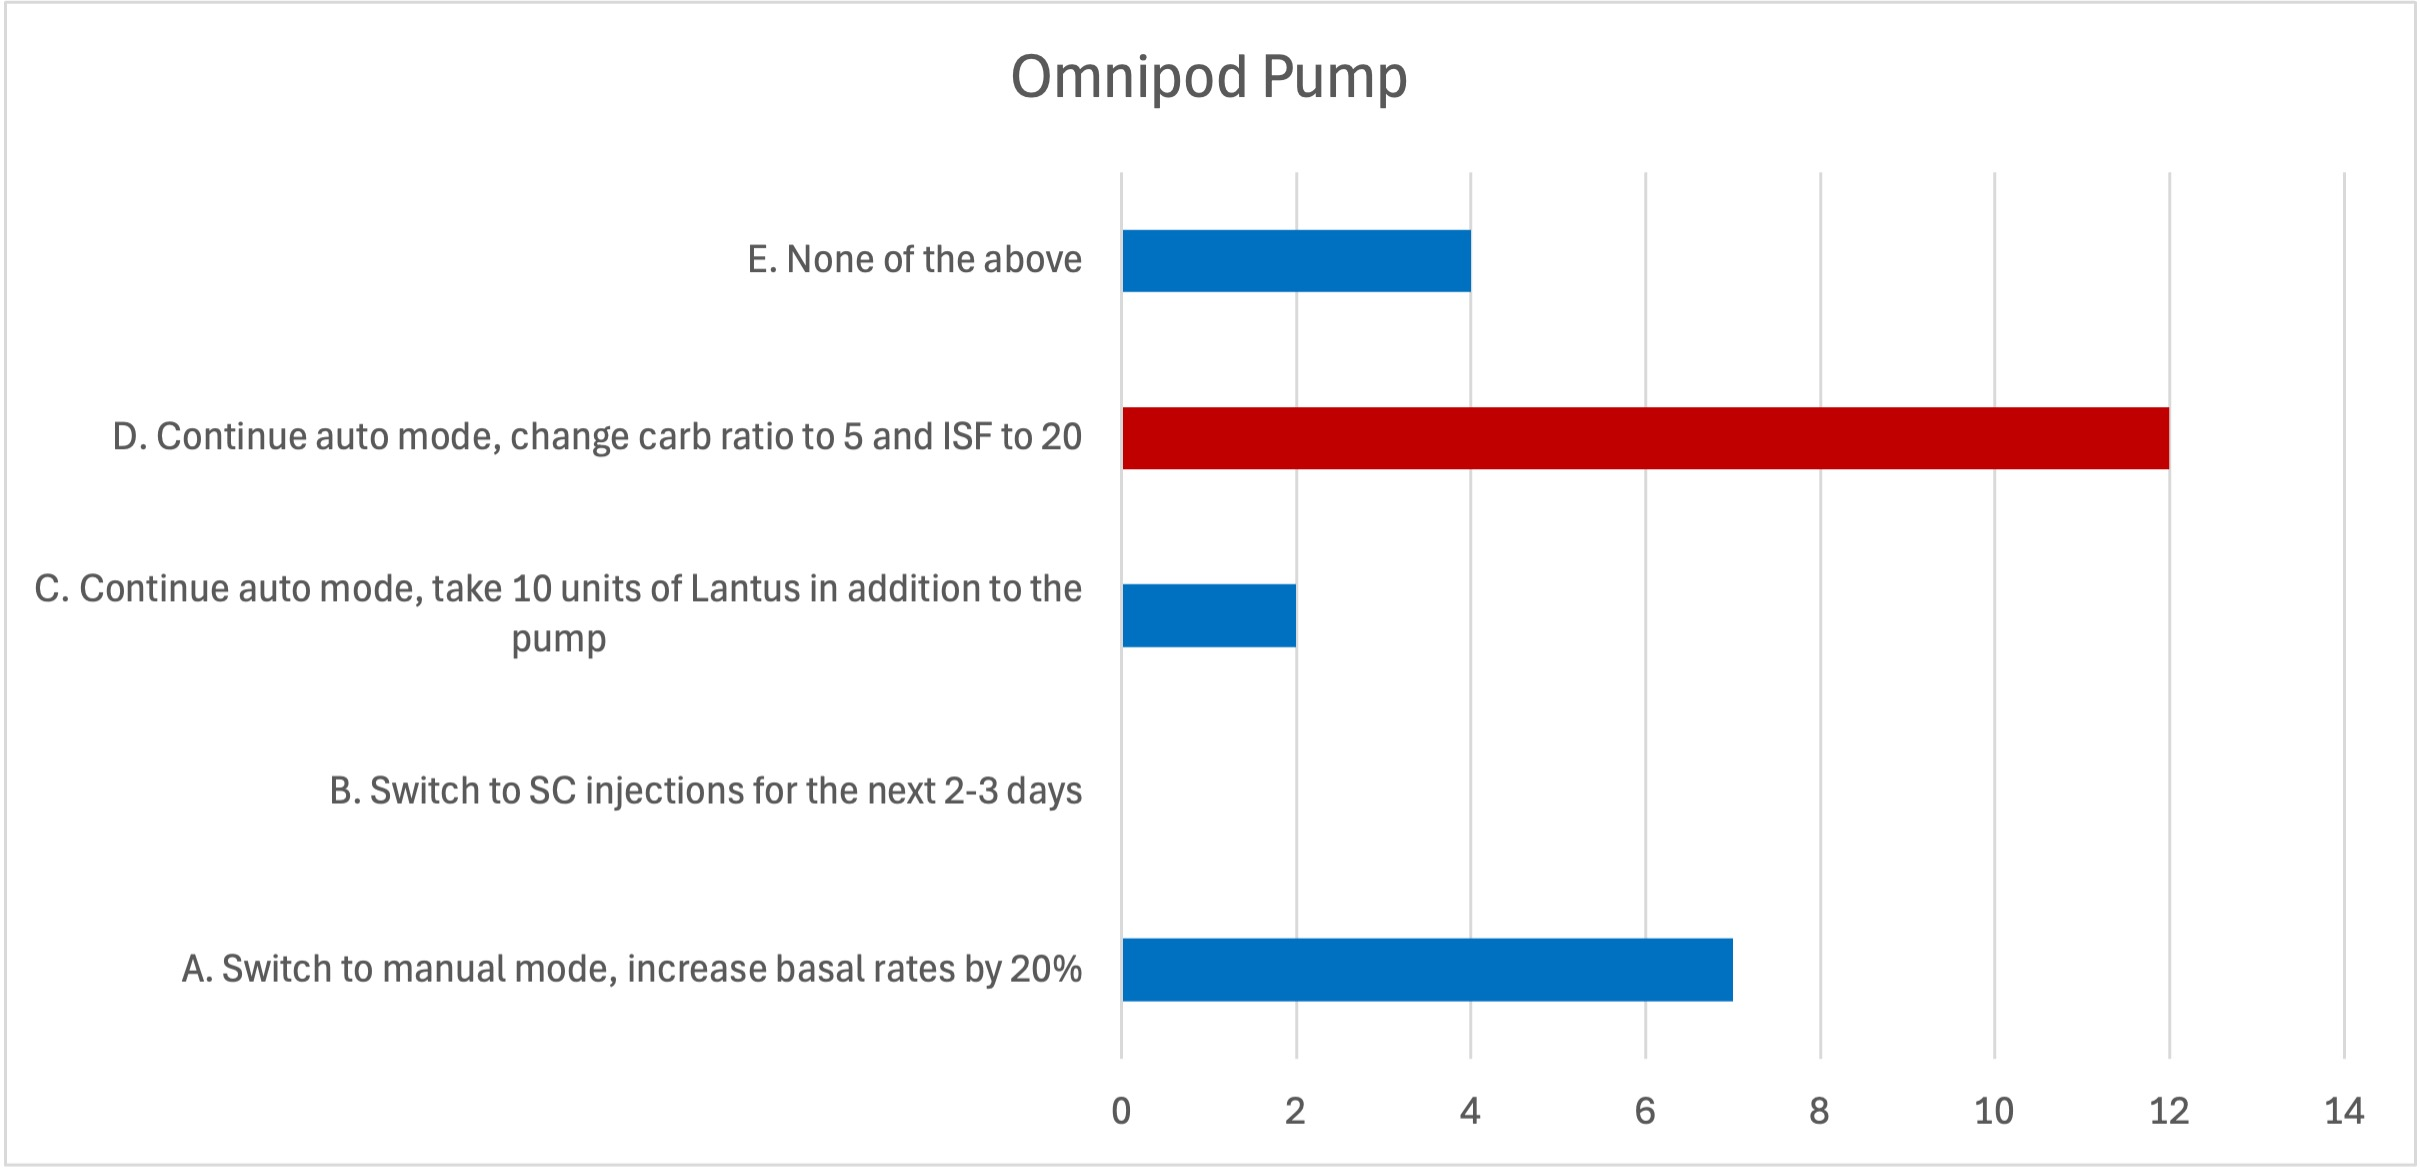 Omnipod Pump
E. None of the above
D. Continue auto mode, change carb ratio to 5 and ISF to 20
C. Continue auto mode, take 10 units of Lantus in addition to the
pump
B. Switch to SC injections for the next 2-3 days
A. Switch to manual mode, increase basal rates by 20%
0 2 4 6 8 10 12 14